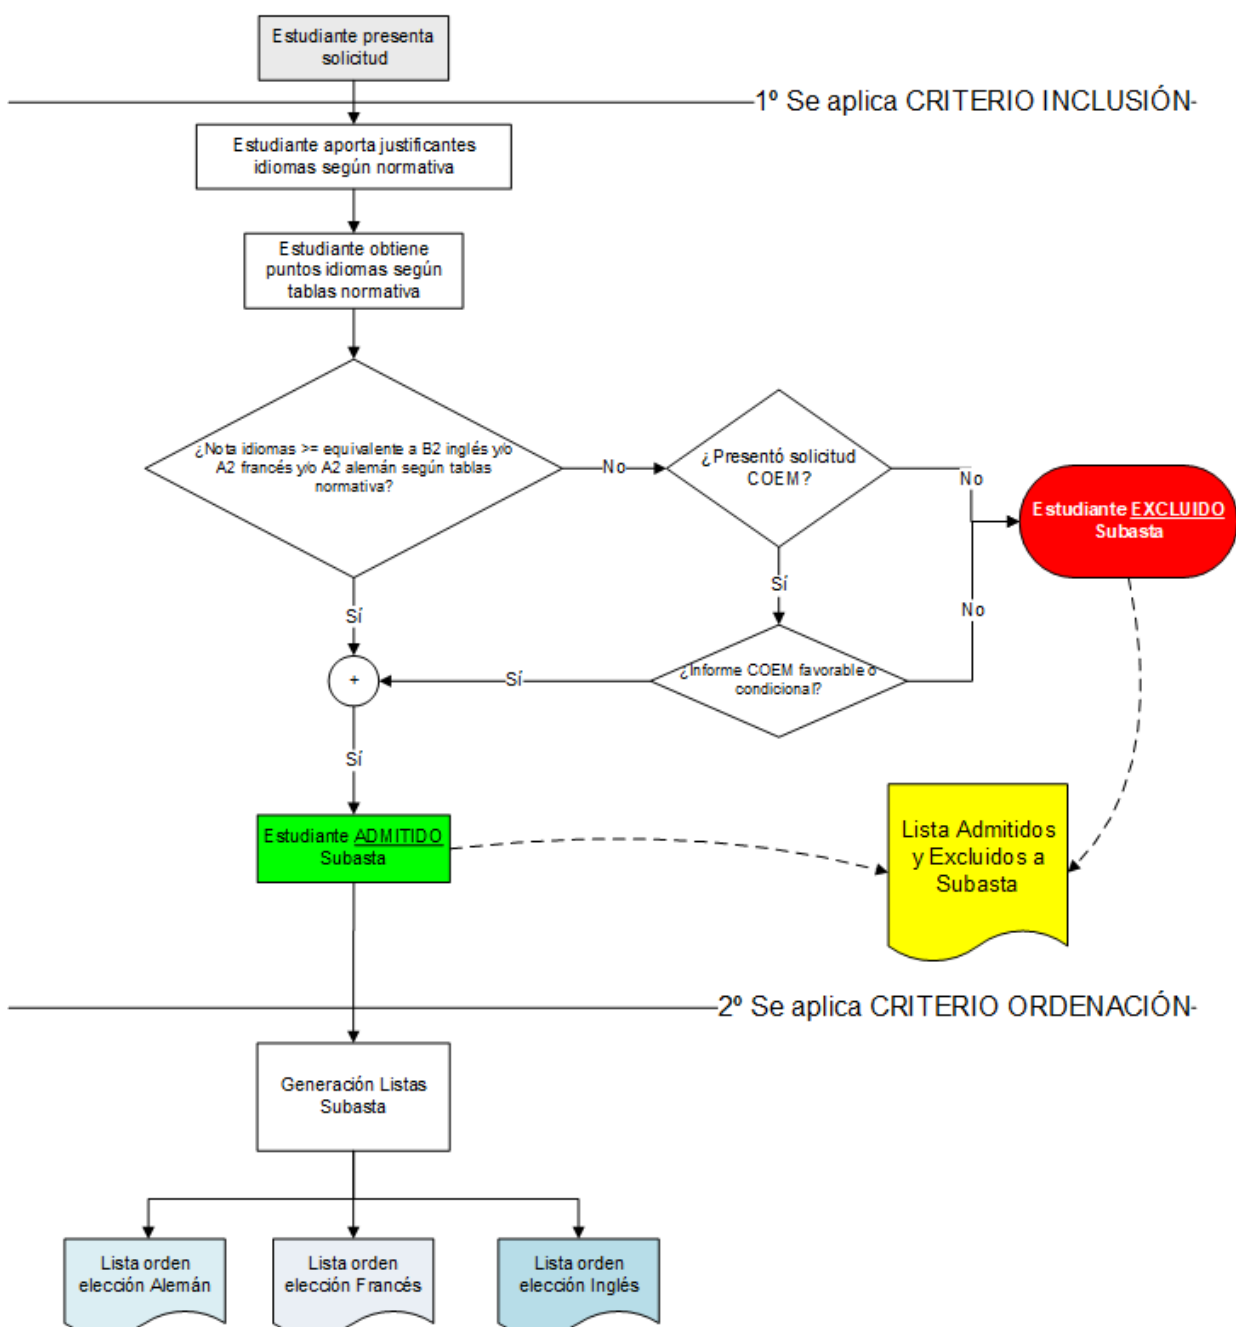 Estudiante presenta
solicitud
1º Se aplica CRITERIO INCLUSIÓN
Estudiante aporta justificantes
idiomas según normativa
Estudiante obtiene
puntos idiomas según
tablas normativa
¿Nota idiomas >= equivalente a B2 inglés y/o
A2 francés y/o A2 alemán según tablas
normativa?
No
¿Presentó solicitud
COEM?
No
Estudiante EXCLUIDO
Subasta
Sí
Sí
No
¿Informe COEM favorable o
condicional?
Sí
+
Sí
Estudiante ADMITIDO
Subasta
Lista Admitidos
y Excluidos a
Subasta
2º Se aplica CRITERIO ORDENACIÓN
Generación Listas
Subasta
Lista orden
elección Alemán
Lista orden
elección Francés
Lista orden
elección Inglés